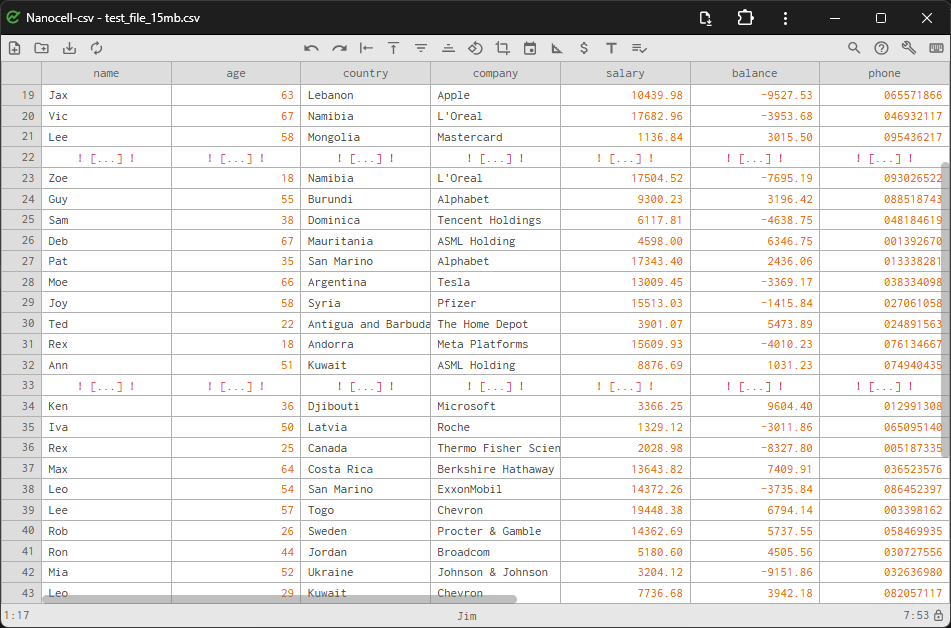 Nanocell-csv - test_file_15mb.csv
name age country company salary balance phone
19 Jax 63 Lebanon Apple 10439.98 -9527.53 065571866
20 Vic 67 Namibia L'Oreal 17682.96 -3953.68 046932117
21 Lee 58 Mongolia Mastercard 1136.84 3015.50 095436217
22 ! [...] ! ! [...] ! ! [...] ! ! [...] ! ! [...] ! ! [...] ! ! [...] !
23 Zoe 18 Namibia L'Oreal 17504.52 -7695.19 093026522
24 Guy 55 Burundi Alphabet 9300.23 3196.42 088518743
25 Sam 38 Dominica Tencent Holdings 6117.81 -4638.75 048184619
26 Deb 67 Mauritania ASML Holding 4598.00 6346.75 001392670
27 Pat 35 San Marino Alphabet 17343.40 2436.06 013338281
28 Moe 66 Argentina Tesla 13009.45 -3369.17 038334098
29 Joy 58 Syria Pfizer 15513.03 -1415.84 027061058
30 Ted 22 Antigua and Barbuda The Home Depot 3901.07 5473.89 024891563
31 Rex 18 Andorra Meta Platforms 15609.93 -4010.23 076134667
32 Ann 51 Kuwait ASML Holding 8876.69 1031.23 074940435
33 ! [...] ! ! [...] ! ! [...] ! ! [...] ! ! [...] ! ! [...] ! ! [...] !
34 Ken 36 Djibouti Microsoft 3366.25 9604.40 012991308
35 Iva 50 Latvia Roche 1329.12 -3011.86 065095140
36 Rex 25 Canada Thermo Fisher Scien 2028.98 -8327.80 005187335
37 Max 64 Costa Rica Berkshire Hathaway 13643.82 7409.91 036523576
38 Leo 54 San Marino ExxonMobil 14372.26 -3735.84 086452397
39 Lee 57 Togo Chevron 19448.38 6794.14 003398162
40 Rob 26 Sweden Procter & Gamble 14362.69 5737.55 058469935
41 Ron 44 Jordan Broadcom 5180.60 4505.56 030727556
42 Mia 52 Ukraine Johnson & Johnson 3204.12 -9151.86 032636980
43 Leo 29 Kuwait Chevron 7736.68 3942.18 082057117
1:17 Jim 7:53